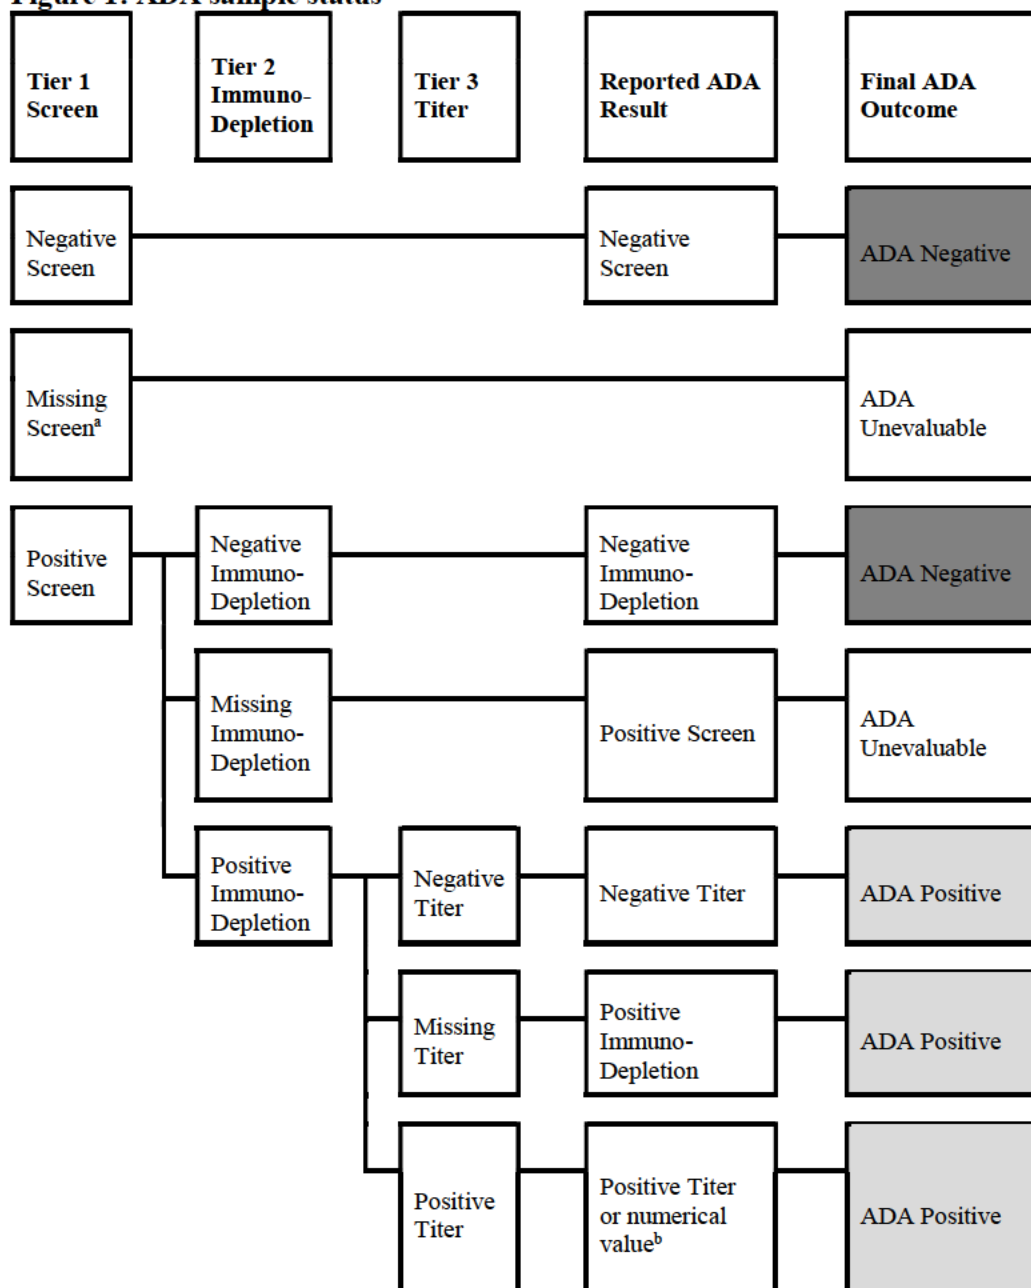 Figure 1: ADA sample status
Tier 1
Screen
Tier 2
Immuno-
Depletion
Tier 3
Titer
Reported ADA
Result
Final ADA
Outcome
Negative
Screen
Negative
Screen
ADA Negative
Missing
Screenᵃ
ADA
Unevaluable
Positive
Screen
Negative
Immuno-
Depletion
Negative
Immuno-
Depletion
ADA Negative
Missing
Immuno-
Depletion
Positive Screen
ADA
Unevaluable
Positive
Immuno-
Depletion
Negative
Titer
Negative Titer
ADA Positive
Missing
Titer
Positive
Immuno-
Depletion
ADA Positive
Positive
Titer
Positive Titer
or numerical
valueᵇ
ADA Positive